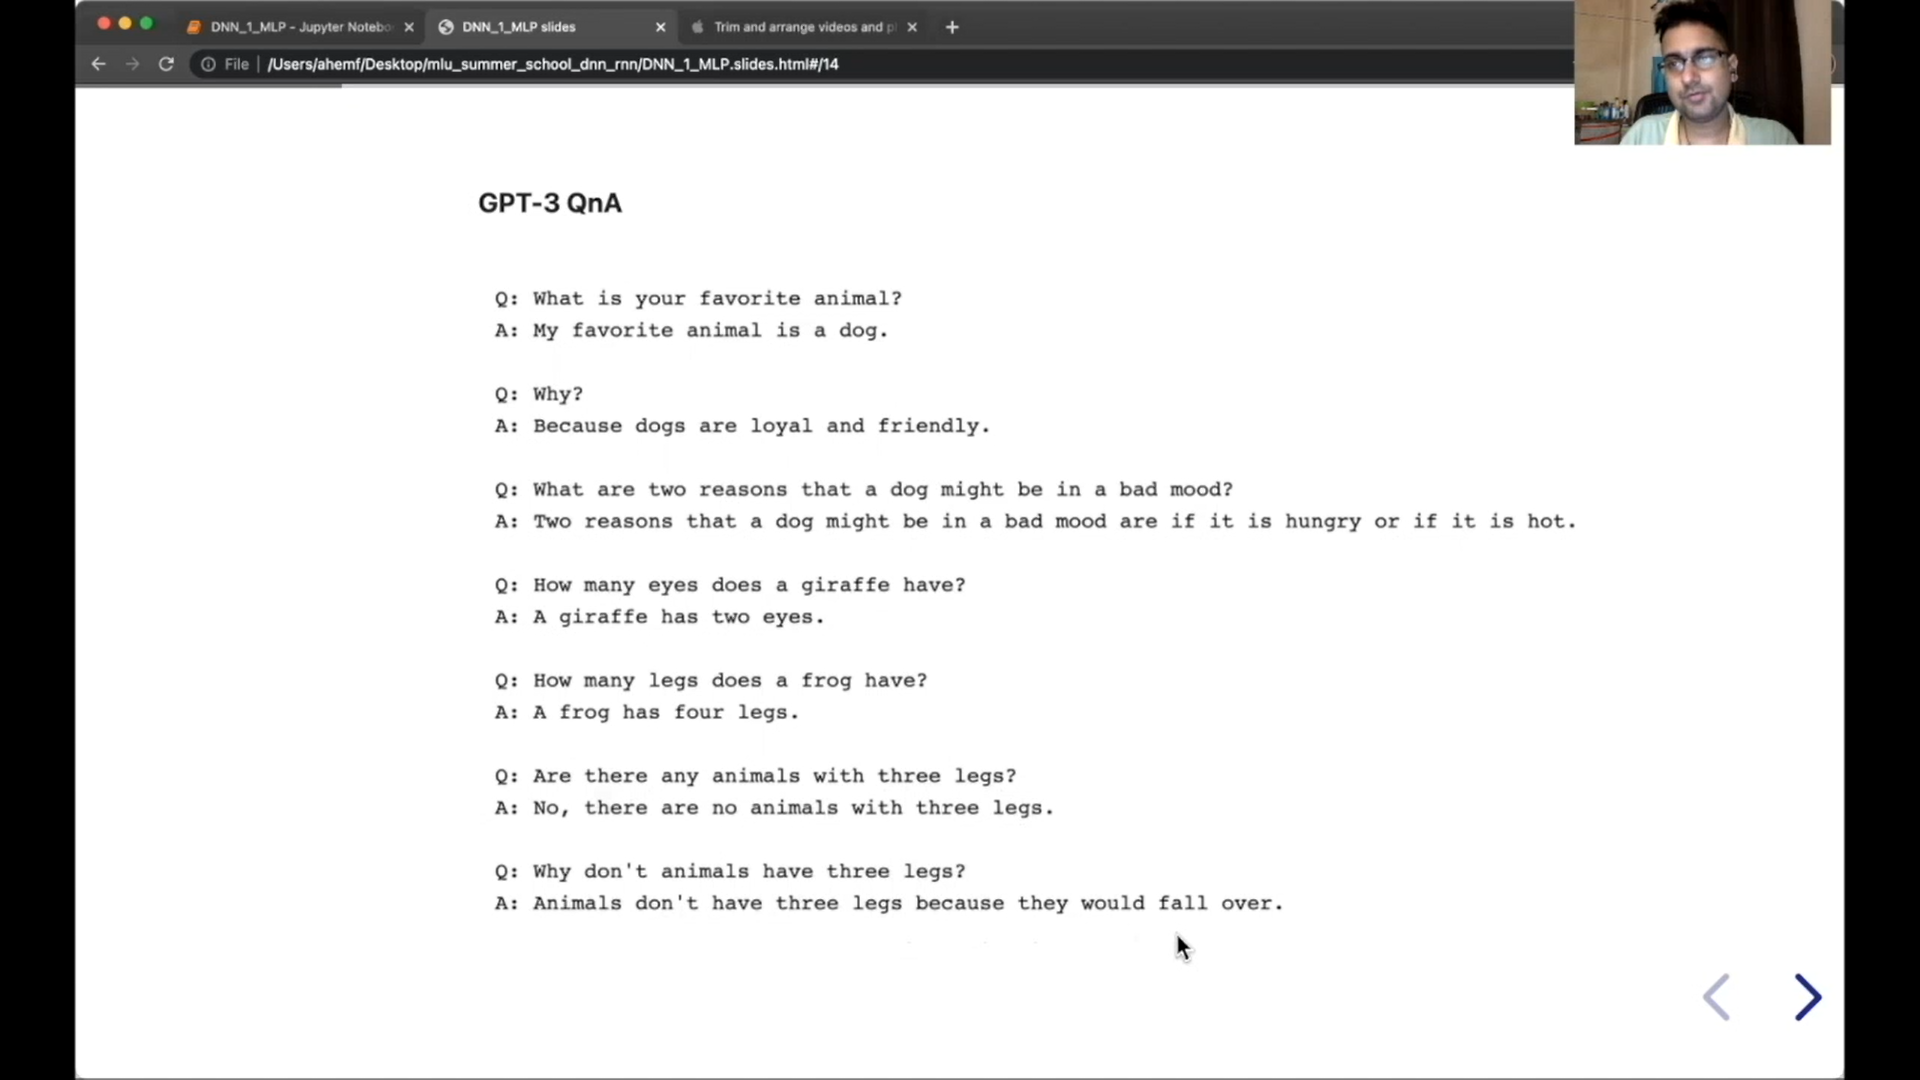 DNN_1_MLP - Jupyter Notebo
DNN_1_MLP slides
Trim and arrange videos and p
File
/Users/ahemf/Desktop/mlu_summer_school_dnn_rnn/DNN_1_MLP.slides.html#/14
GPT-3 QnA
Q: What is your favorite animal?
A: My favorite animal is a dog.
Q: Why?
A: Because dogs are loyal and friendly.
Q: What are two reasons that a dog might be in a bad mood?
A: Two reasons that a dog might be in a bad mood are if it is hungry or if it is hot.
Q: How many eyes does a giraffe have?
A: A giraffe has two eyes.
Q: How many legs does a frog have?
A: A frog has four legs.
Q: Are there any animals with three legs?
A: No, there are no animals with three legs.
Q: Why don't animals have three legs?
A: Animals don't have three legs because they would fall over.